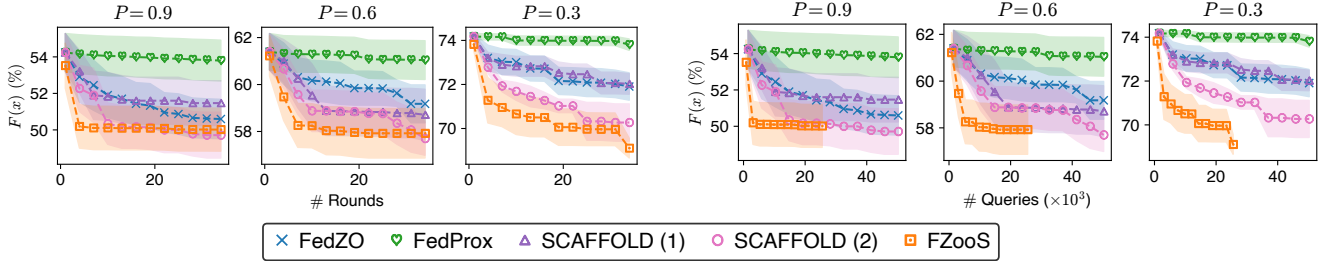 P = 0.9 P = 0.6 P = 0.3 P = 0.9 P = 0.6 P = 0.3
F(x) (%) 54 52 50 62 60 58 74 72 70 F(x) (%) 54 52 50 62 60 58 74 72 70
0 20 0 20 0 20 0 20 40 0 20 40 0 20 40
# Rounds # Queries (×10³)
FedZO FedProx SCAFFOLD (1) SCAFFOLD (2) FZooS